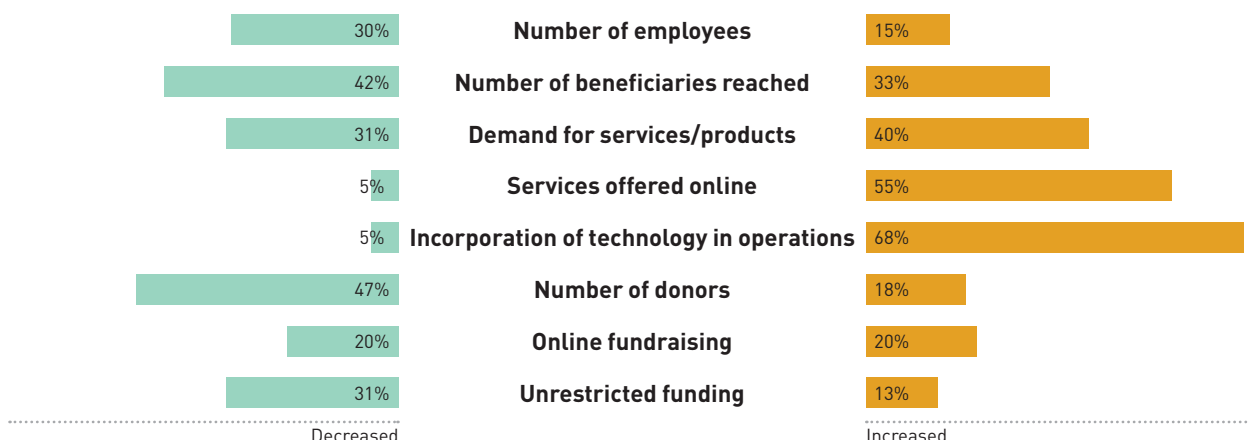 30% Number of employees 15%
42% Number of beneficiaries reached 33%
31% Demand for services/products 40%
5% Services offered online 55%
5% Incorporation of technology in operations 68%
47% Number of donors 18%
20% Online fundraising 20%
31% Unrestricted funding 13%
Decreased Increased